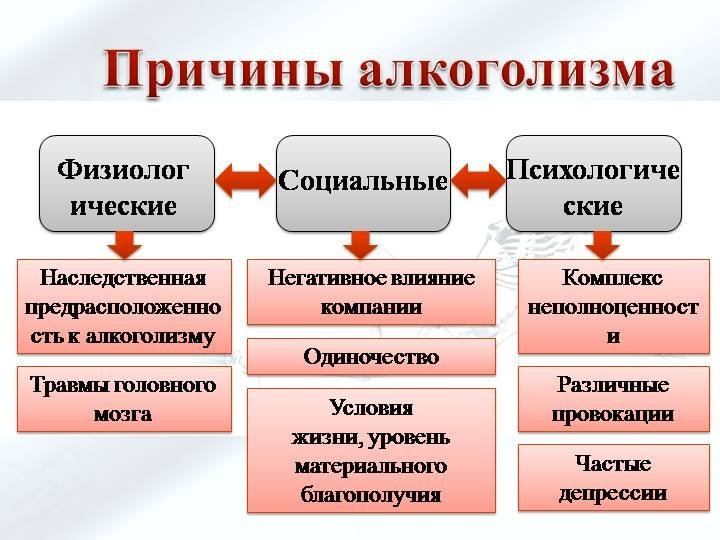 Причины алкоголизма
Физиолог
ические
Социальные
Психологиче
ские
Наследственная
предрасположенно
сть к алкоголизму
Травмы головного
мозга
Негативное влияние
компании
Одиночество
Условия
жизни, уровень
материального
благополучия
Комплекс
неполноценност
и
Различные
провокации
Частые
депрессии